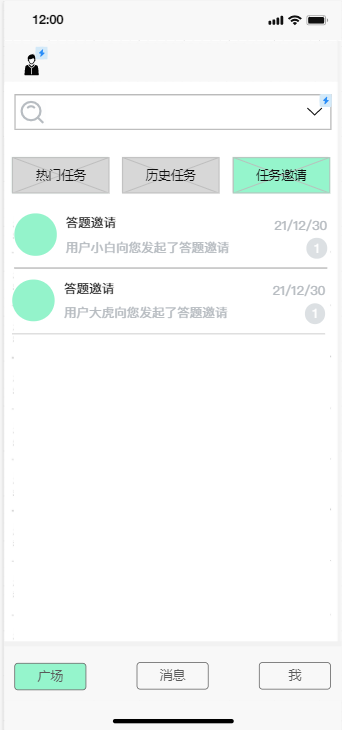 12:00
热门任务 历史任务 任务邀请
答题邀请 21/12/30
用户小白向您发起了答题邀请 1
答题邀请 21/12/30
用户大虎向您发起了答题邀请 1
广场 消息 我